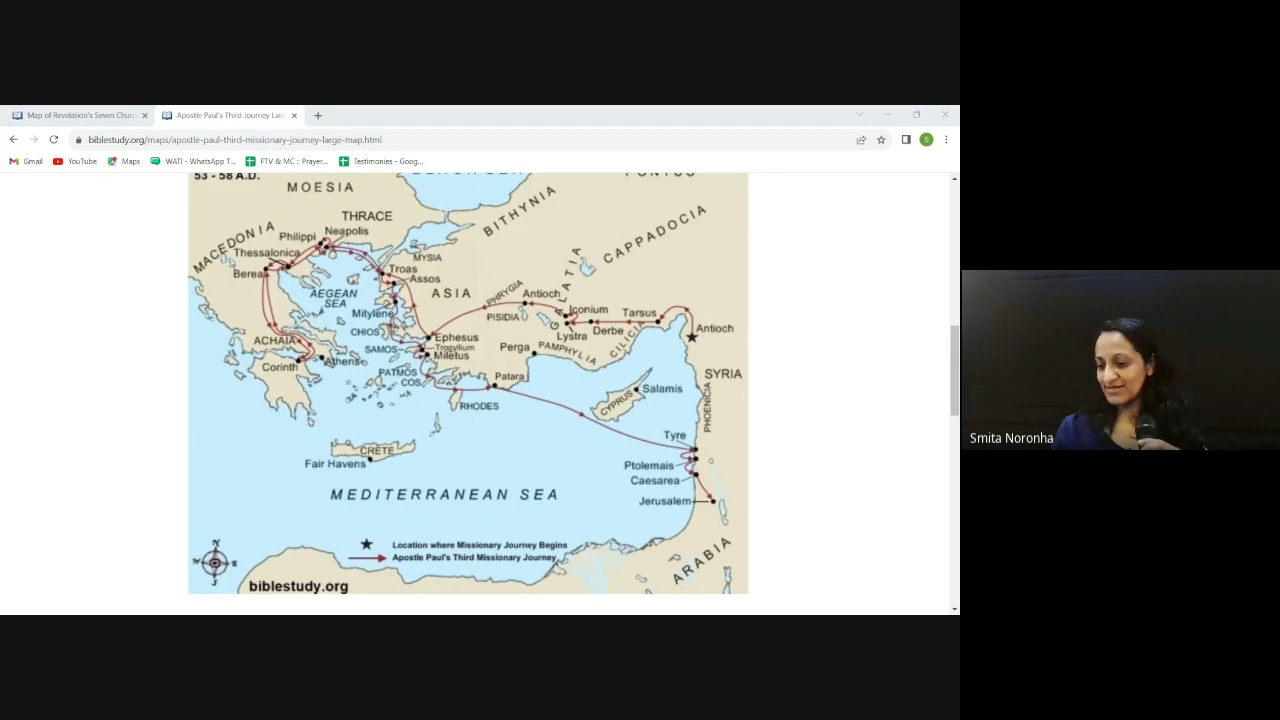 Map of Revelation's Seven Churc
Apostle Paul's Third Journey Lar
biblestudy.org/maps/apostle-paul-third-missionary-journey-large-map.html
S
Gmail
YouTube
Maps
WATI - WhatsApp T...
FTV & MC :: Prayer...
Testimonies - Goog...
53 - 58 A.D.
BLACK SEA
PONTUS
MOESIA
THRACE
BITHYNIA
CAPPADOCIA
MACEDONIA
Philippi
Neapolis
Thessalonica
Berea
MYSIA
Troas
Assos
AEGEAN
SEA
ASIA
PHRYGIA
GALATIA
Antioch
PISIDIA
Iconium
Lystra
Derbe
Tarsus
CILICIA
Antioch
Mitylene
CHIOS
ACHAIA
Corinth
Athens
SAMOS
Ephesus
Trogyllium
Miletus
PATMOS
COS
Perga
PAMPHYLIA
Patara
RHODES
CYPRUS
Salamis
SYRIA
PHOENICIA
Tyre
Ptolemais
Caesarea
Jerusalem
CRETE
Fair Havens
MEDITERRANEAN SEA
ARABIA
Location where Missionary Journey Begins
Apostle Paul's Third Missionary Journey
N
W
E
S
biblestudy.org
Smita Noronha